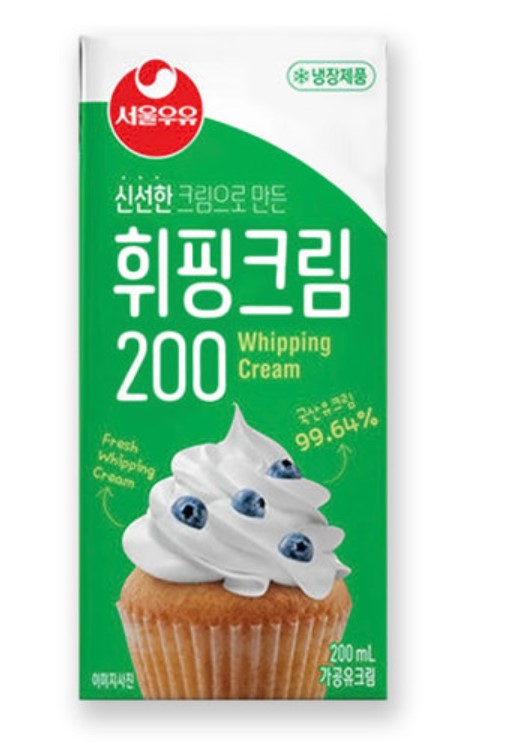 냉장제품
서울우유
신선한 크림으로 만든
휘핑크림
200 Whipping
Cream
국산유크림
99.64%
Fresh
Whipping
Cream
200 mL
이미지사진
가공유크림